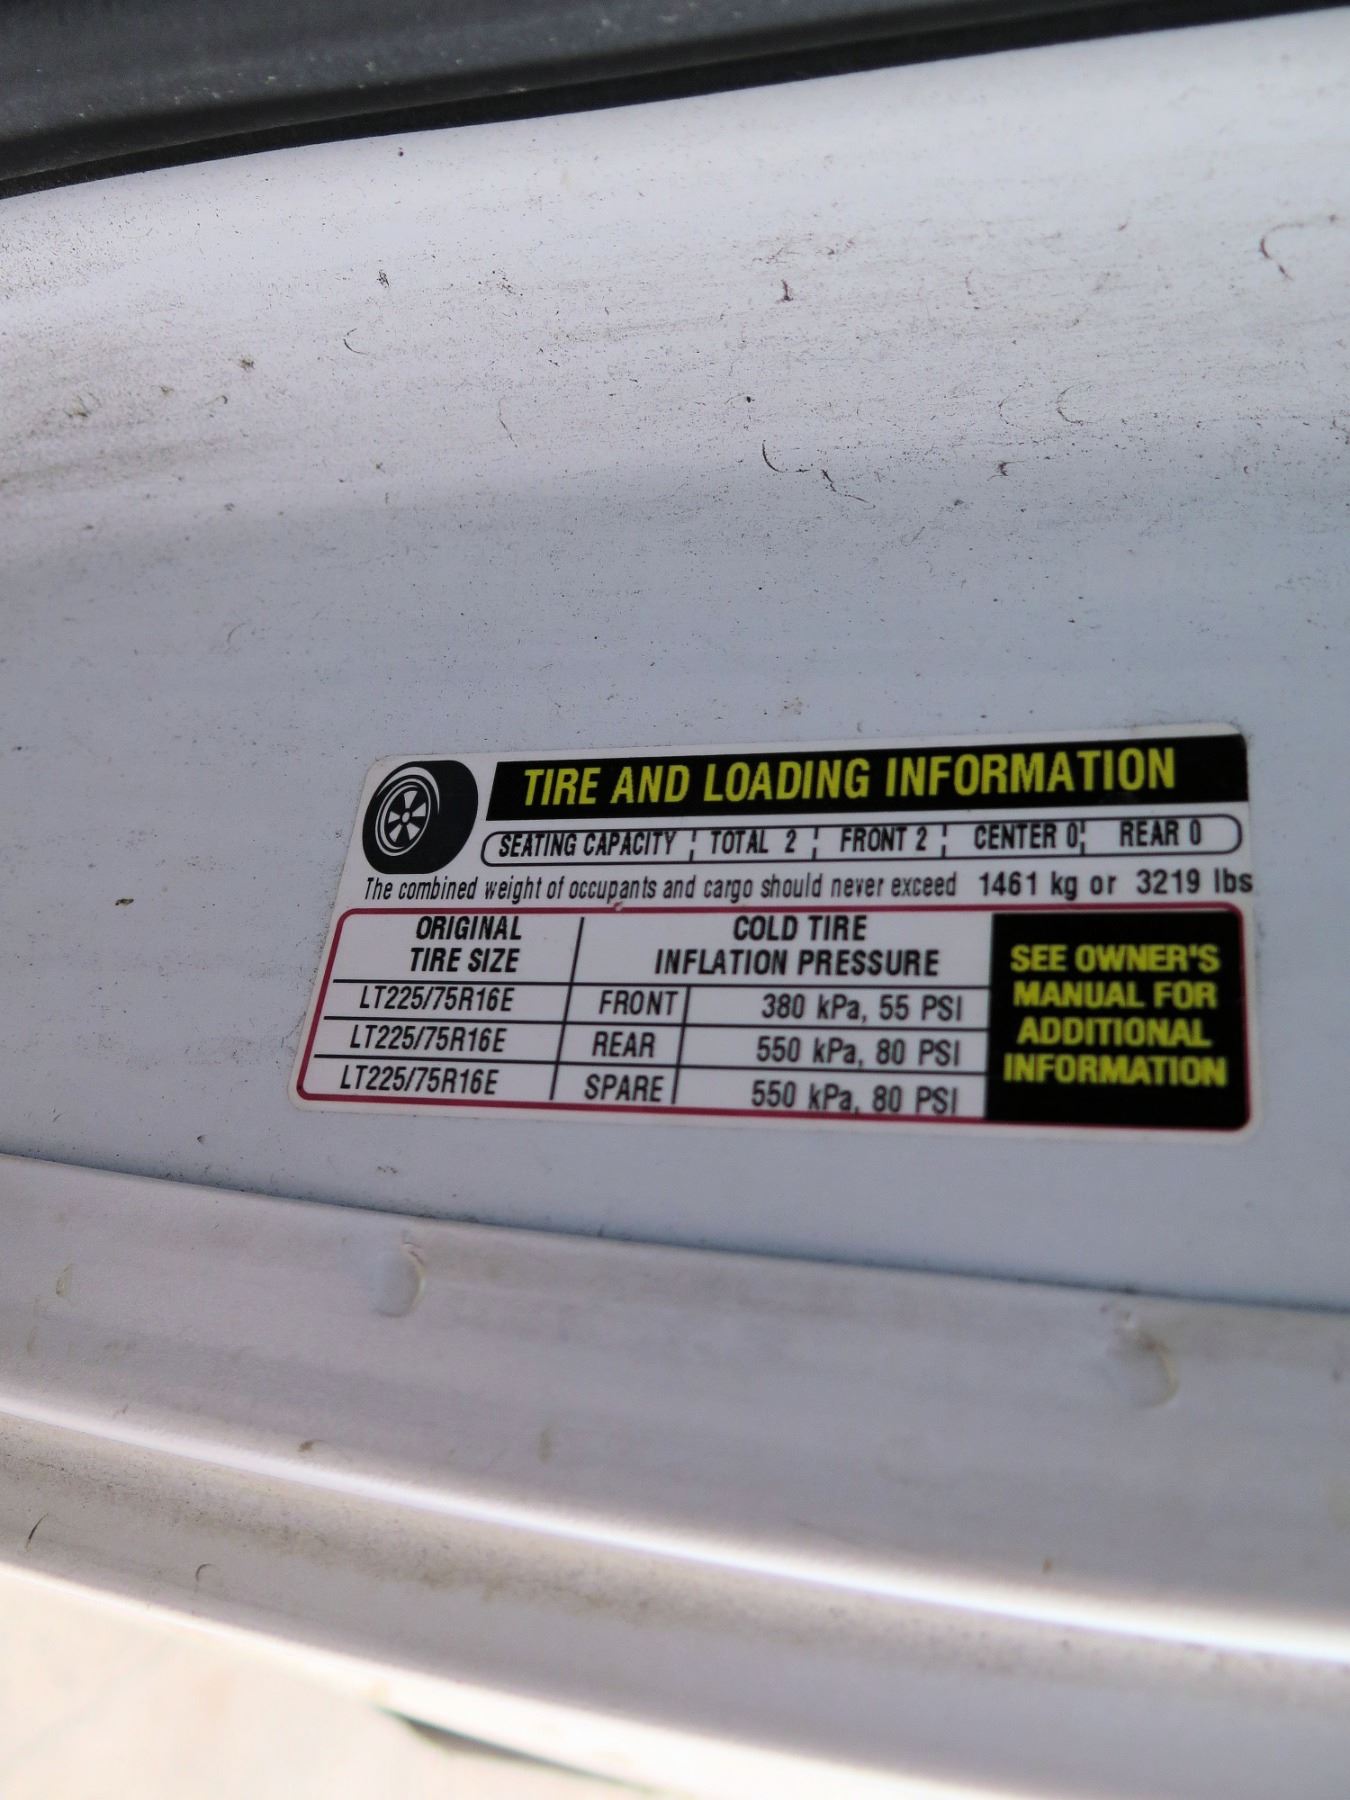 TIRE AND LOADING INFORMATION
SEATING CAPACITY TOTAL 2 FRONT 2 CENTER 0 REAR 0
The combined weight of occupants and cargo should never exceed 1461 kg or 3219 lbs
ORIGINAL TIRE SIZE
COLD TIRE INFLATION PRESSURE
LT225/75R16E FRONT 380 kPa, 55 PSI
LT225/75R16E REAR 550 kPa, 80 PSI
LT225/75R16E SPARE 550 kPa, 80 PSI
SEE OWNER'S
MANUAL FOR
ADDITIONAL
INFORMATION